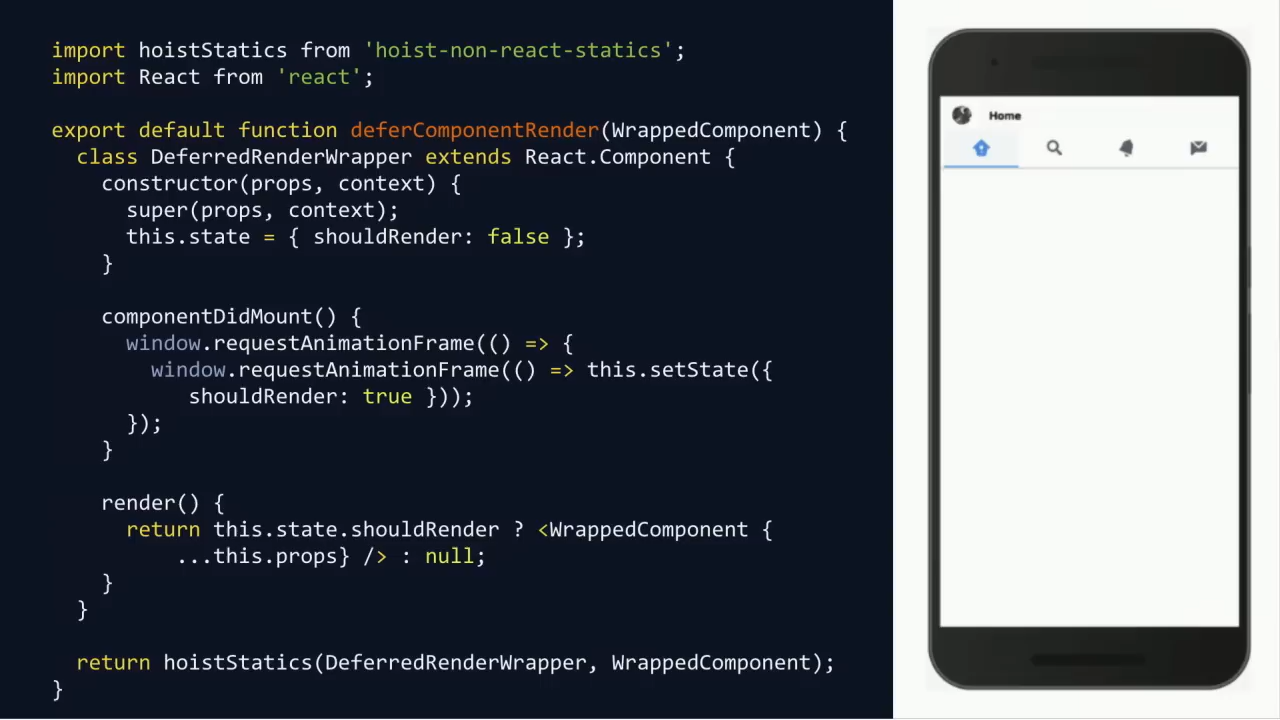 import hoistStatics from 'hoist-non-react-statics';
import React from 'react';
export default function deferComponentRender(WrappedComponent) {
class DeferredRenderWrapper extends React.Component {
constructor(props, context) {
super(props, context);
this.state = { shouldRender: false };
}
componentDidMount() {
window.requestAnimationFrame(() => {
window.requestAnimationFrame(() => this.setState({
shouldRender: true }));
});
}
render() {
return this.state.shouldRender ? <WrappedComponent {
...this.props} /> : null;
}
}
return hoistStatics(DeferredRenderWrapper, WrappedComponent);
}
Home